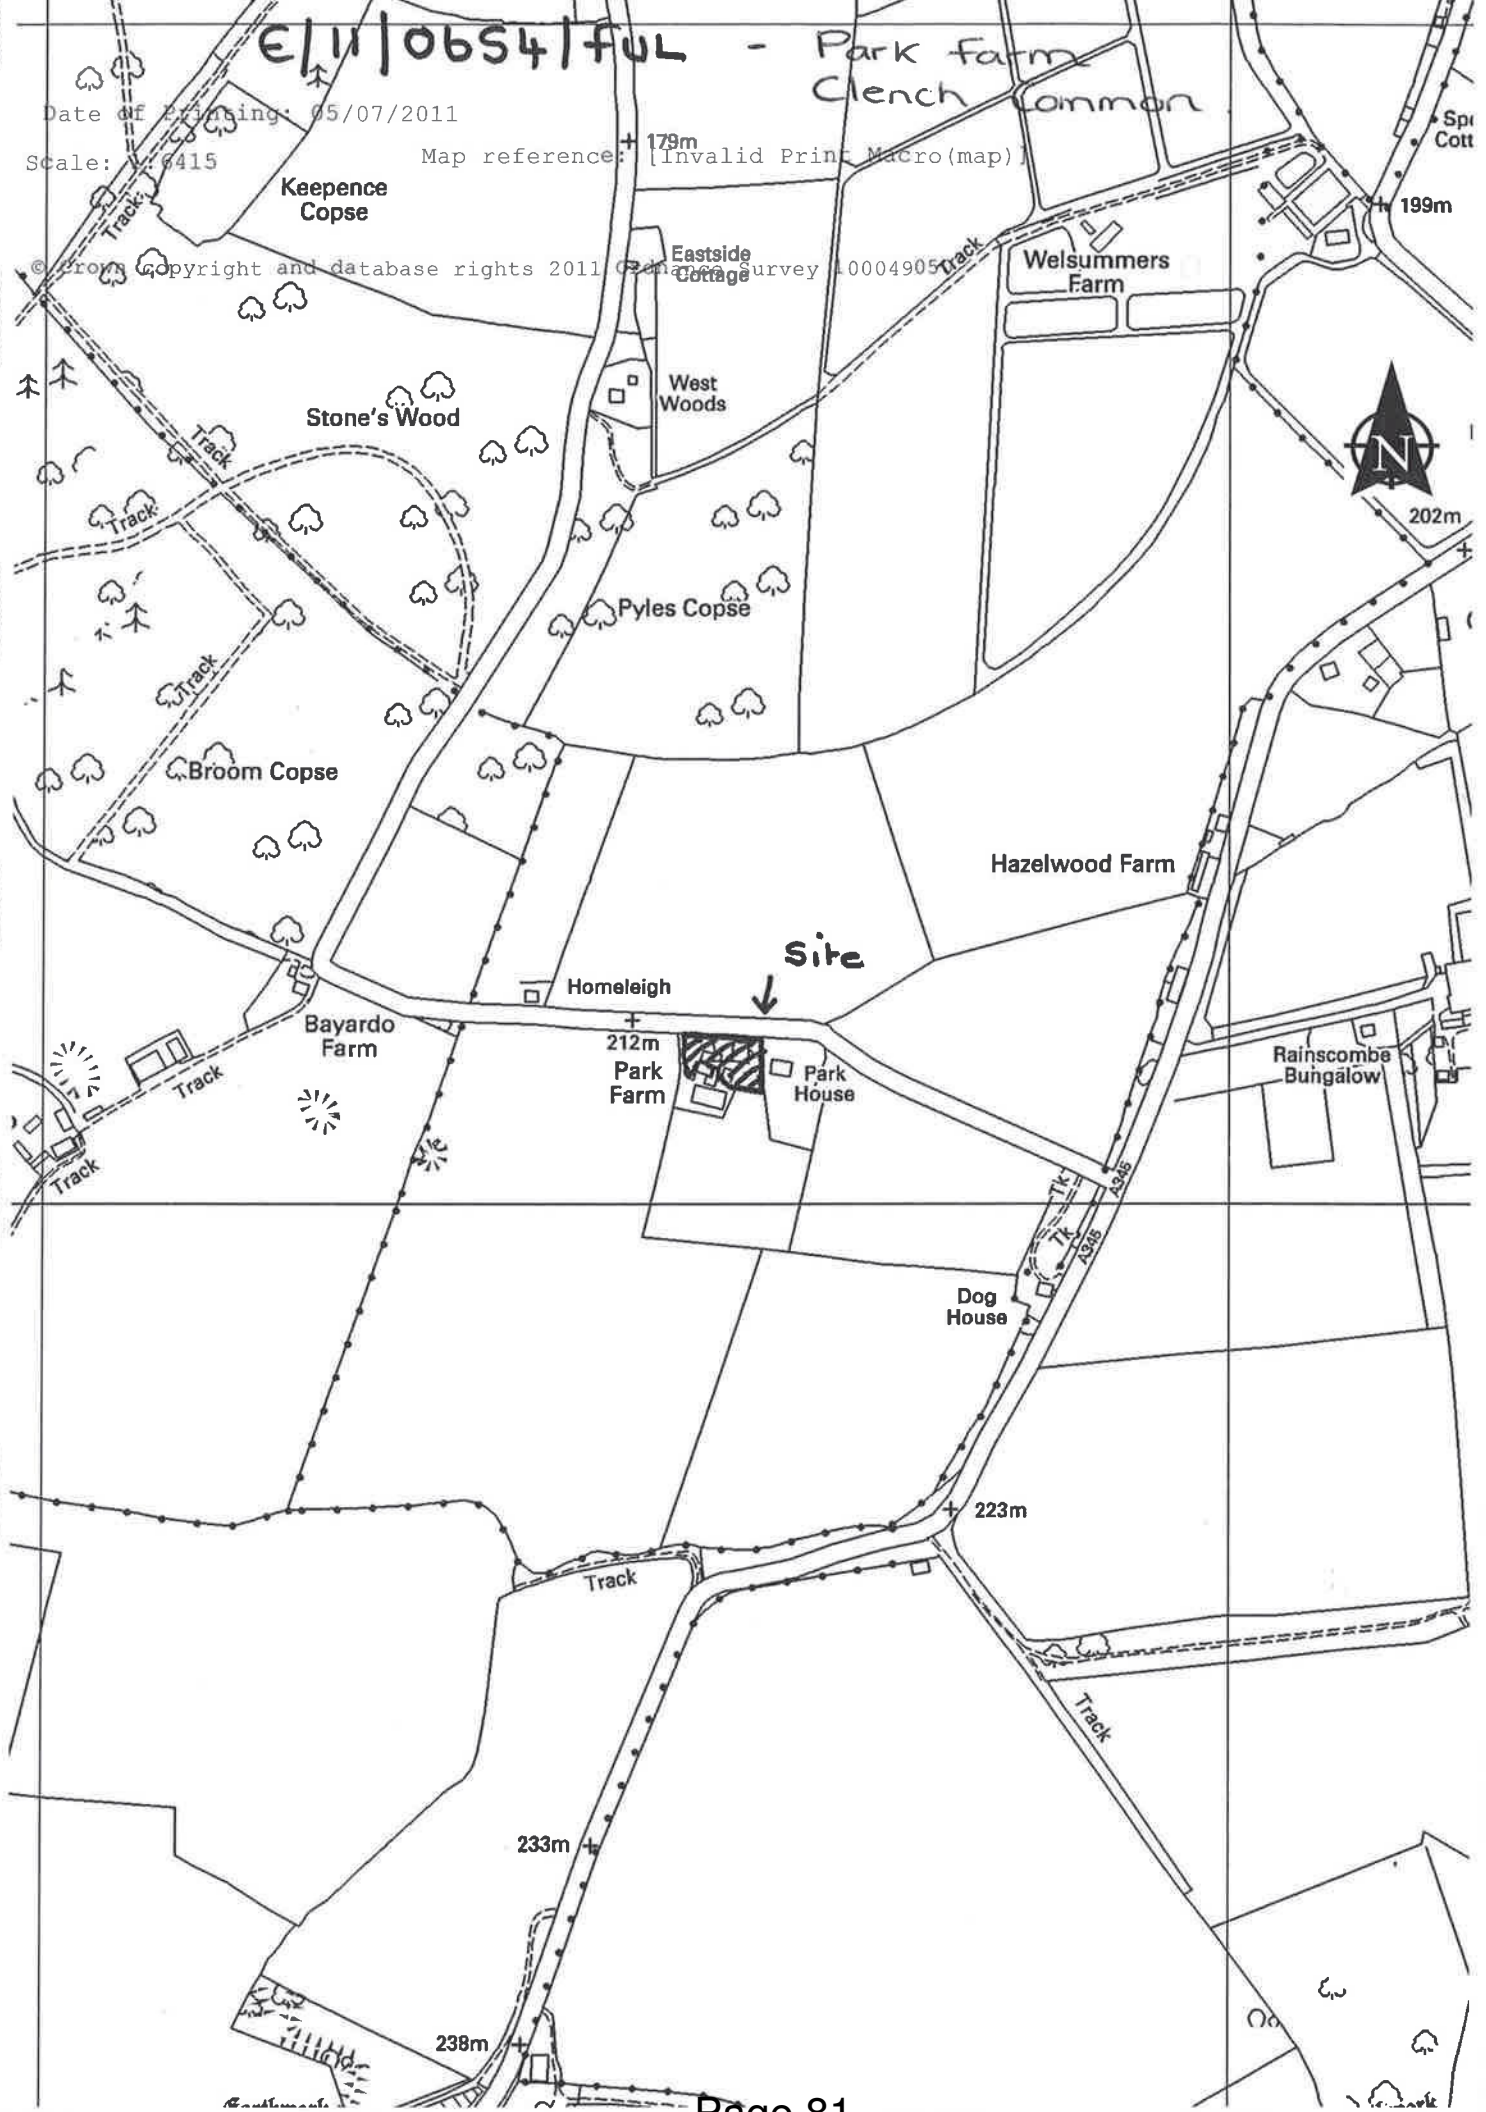 E/11/0654/FUL - Park Farm
Clench Common
Date of Printing: 05/07/2011
179m
Scale: 1:6415
Map reference: [Invalid Print Macro(map)]
Keepence
Copse
Track
199m
Eastside
Cottage
© Crown copyright and database rights 2011 Ordnance Survey 100049050
Track
Welsummers
Farm
West
Woods
Stone's Wood
Track
N
Track
202m
Pyles Copse
Track
Broom Copse
Hazelwood Farm
Site
Homeleigh
Bayardo
Farm
212m
Park
Farm
Park
House
Rainscombe
Bungalow
Track
Track
A345
Tk
Tk
A345
Dog
House
223m
Track
Track
233m
238m
Earthwork
Page 81